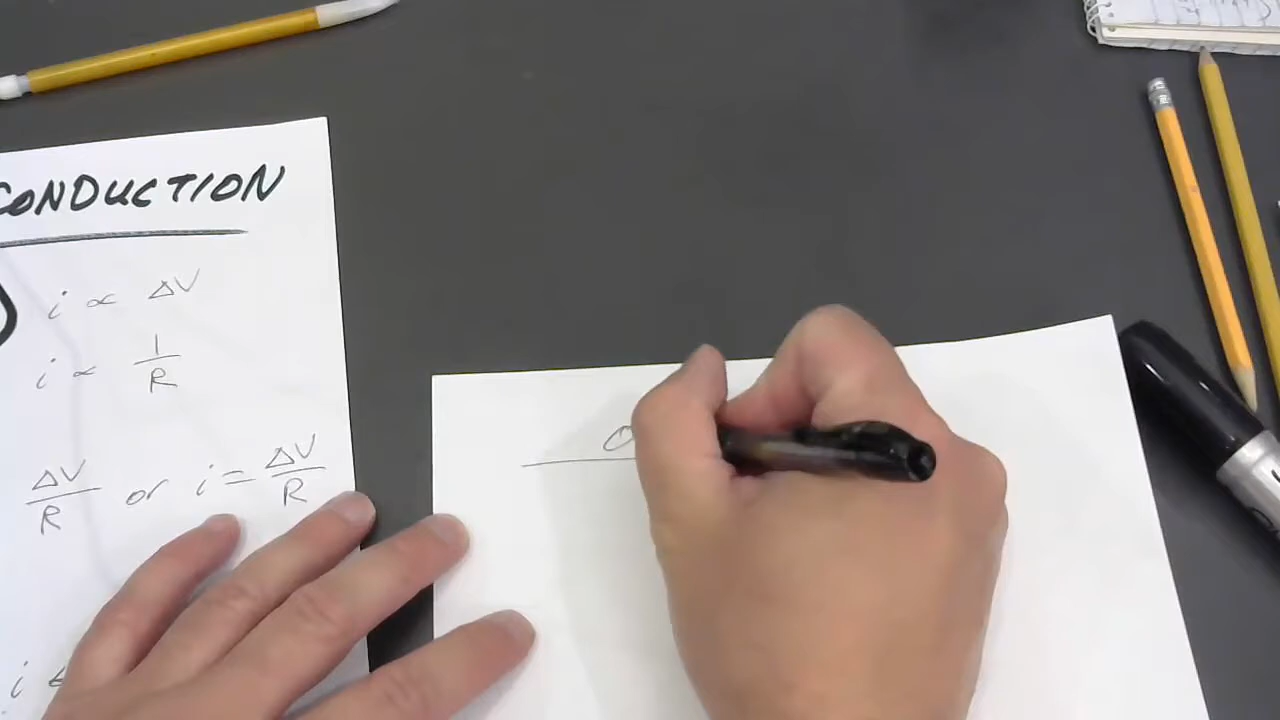 CONDUCTION
i ∝ ΔV
i ∝ 1/R
ΔV/R or i = ΔV/R
i